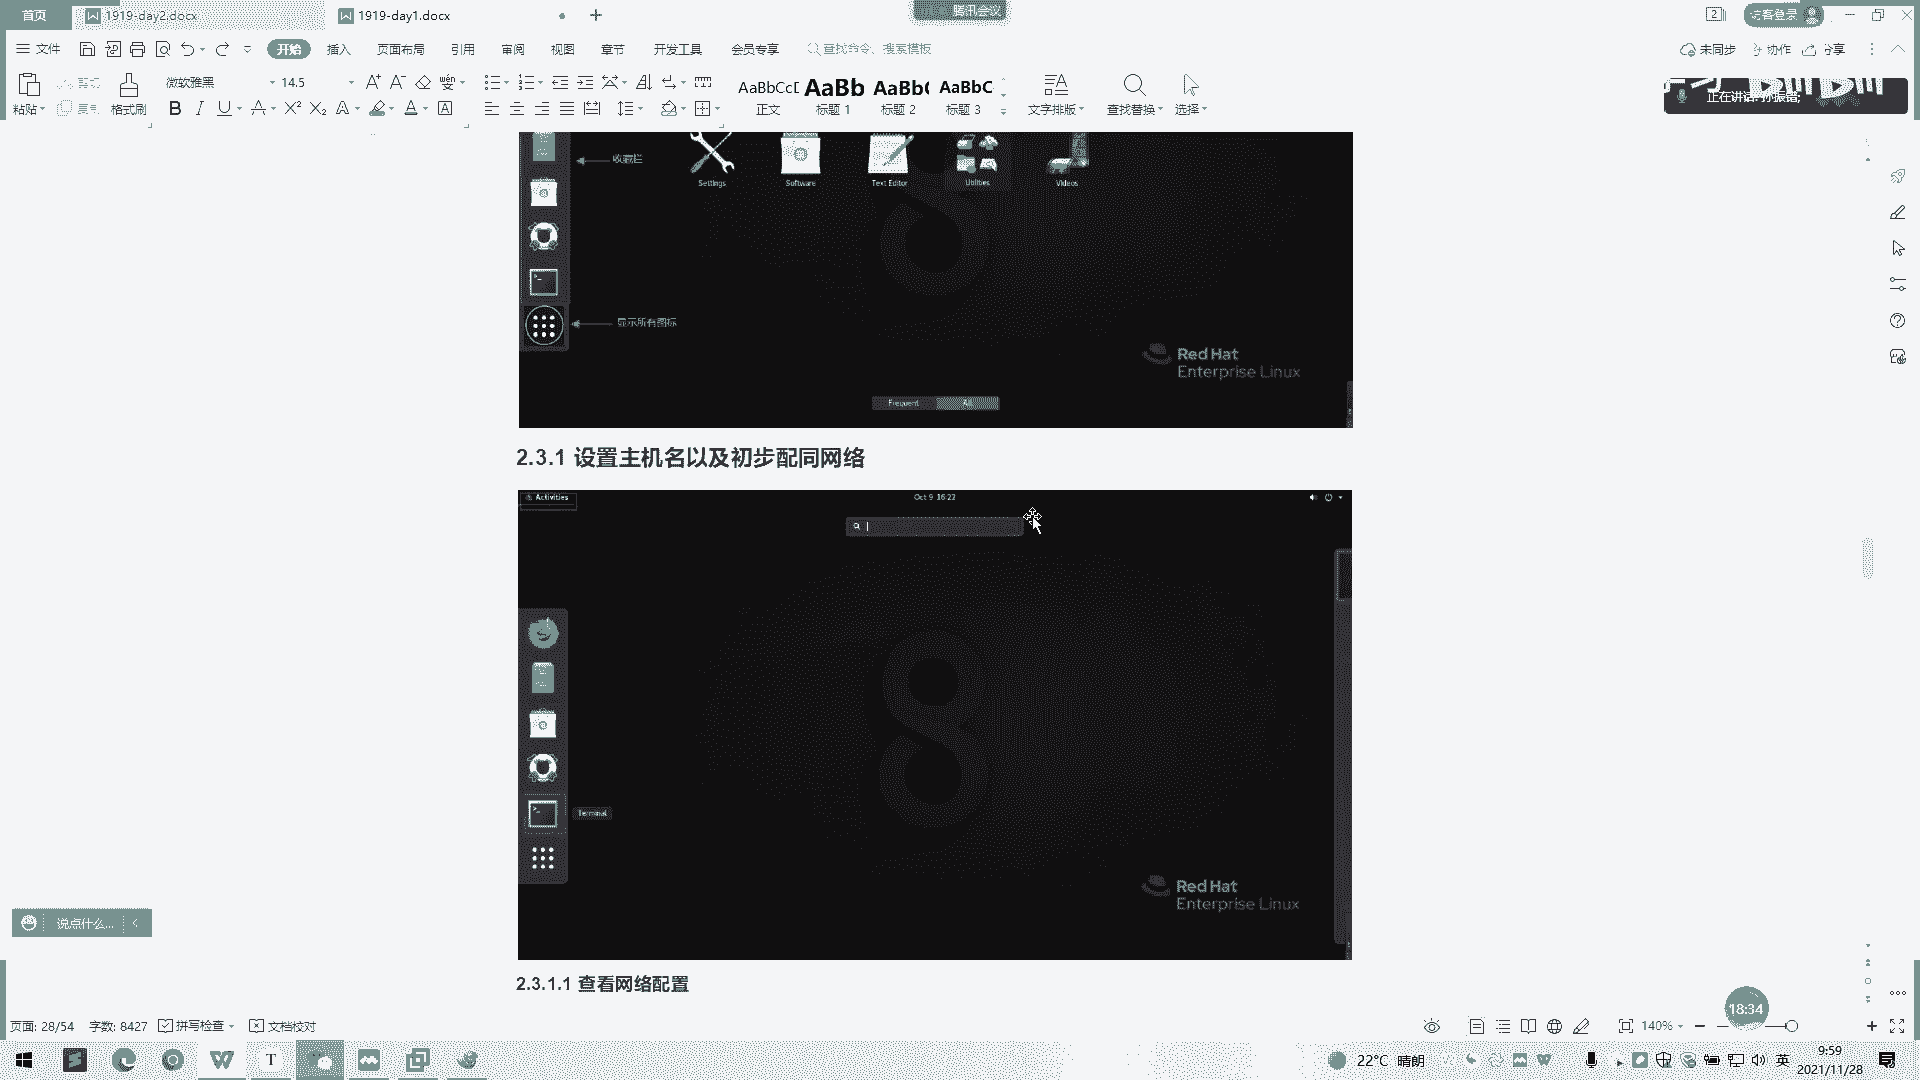 首页
1919-day2.docx
1919-day1.docx
腾讯会议
访客登录
文件
开始
插入
页面布局
引用
审阅
视图
章节
开发工具
会员专享
查找命令、搜索模板
未同步
协作
分享
粘贴
剪切
复制
格式刷
微软雅黑
14.5
AaBbCcD
正文
AaBb
标题 1
AaBb(
标题 2
AaBbC
标题 3
文字排版
查找替换
选择
收藏栏
Settings
Software
Text Editor
Utilities
Videos
显示所有图标
Red Hat
Enterprise Linux
Frequent
All
2.3.1 设置主机名以及初步配同网络
Activities
Oct 9 16:22
Terminal
Red Hat
Enterprise Linux
2.3.1.1 查看网络配置
说点什么...
18:34
页面: 28/54
字数: 8427
拼写检查
文档校对
140%
22°C 晴朗
英
9:59
2021/11/28